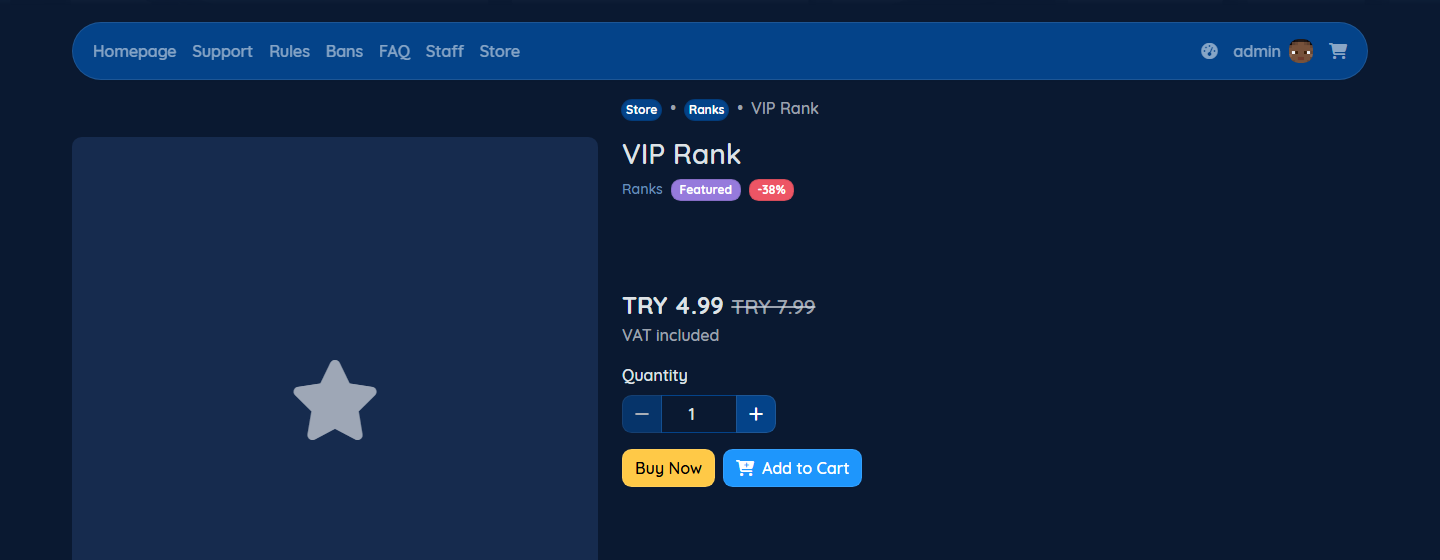 Homepage Support Rules Bans FAQ Staff Store admin
Store • Ranks • VIP Rank
VIP Rank
Ranks Featured -38%
TRY 4.99 TRY 7.99
VAT included
Quantity
1
Buy Now Add to Cart